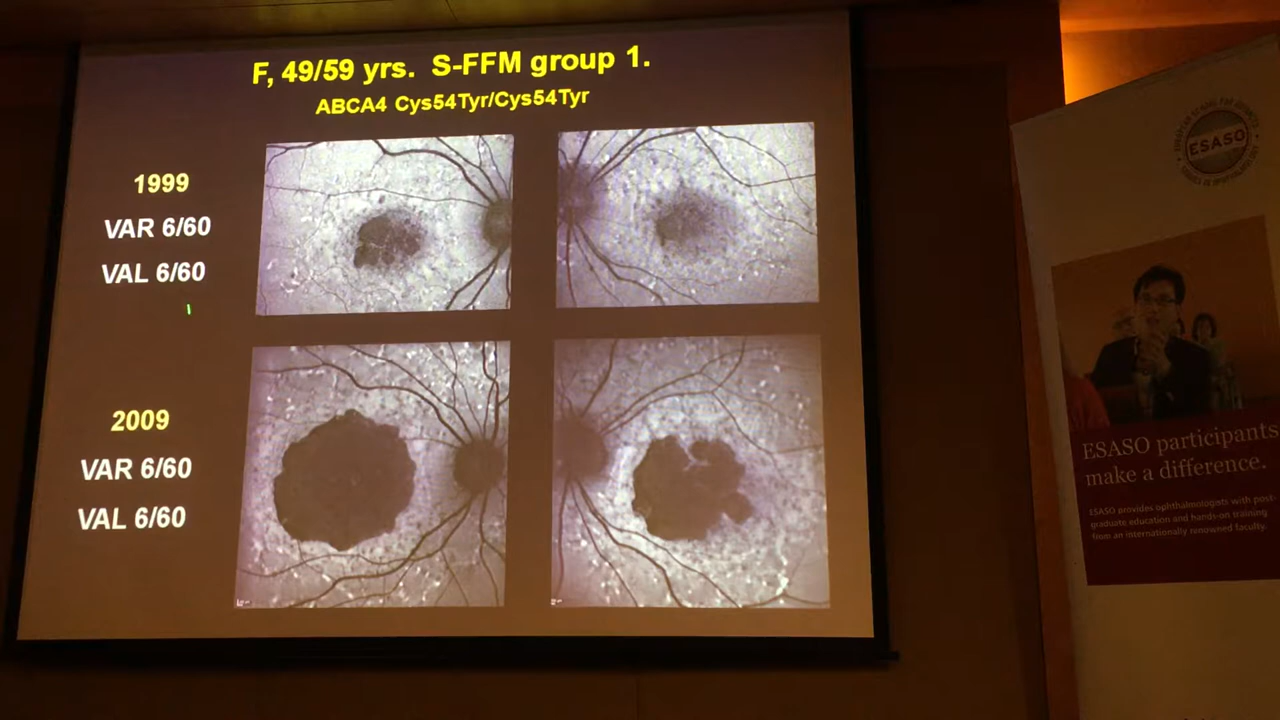 F, 49/59 yrs. S-FFM group 1.
ABCA4 Cys54Tyr/Cys54Tyr
1999
VAR 6/60
VAL 6/60
2009
VAR 6/60
VAL 6/60
ESASO
ESASO participants
make a difference.
ESASO provides ophthalmologists with post-
graduate education and hands-on training
from an internationally renowned faculty.